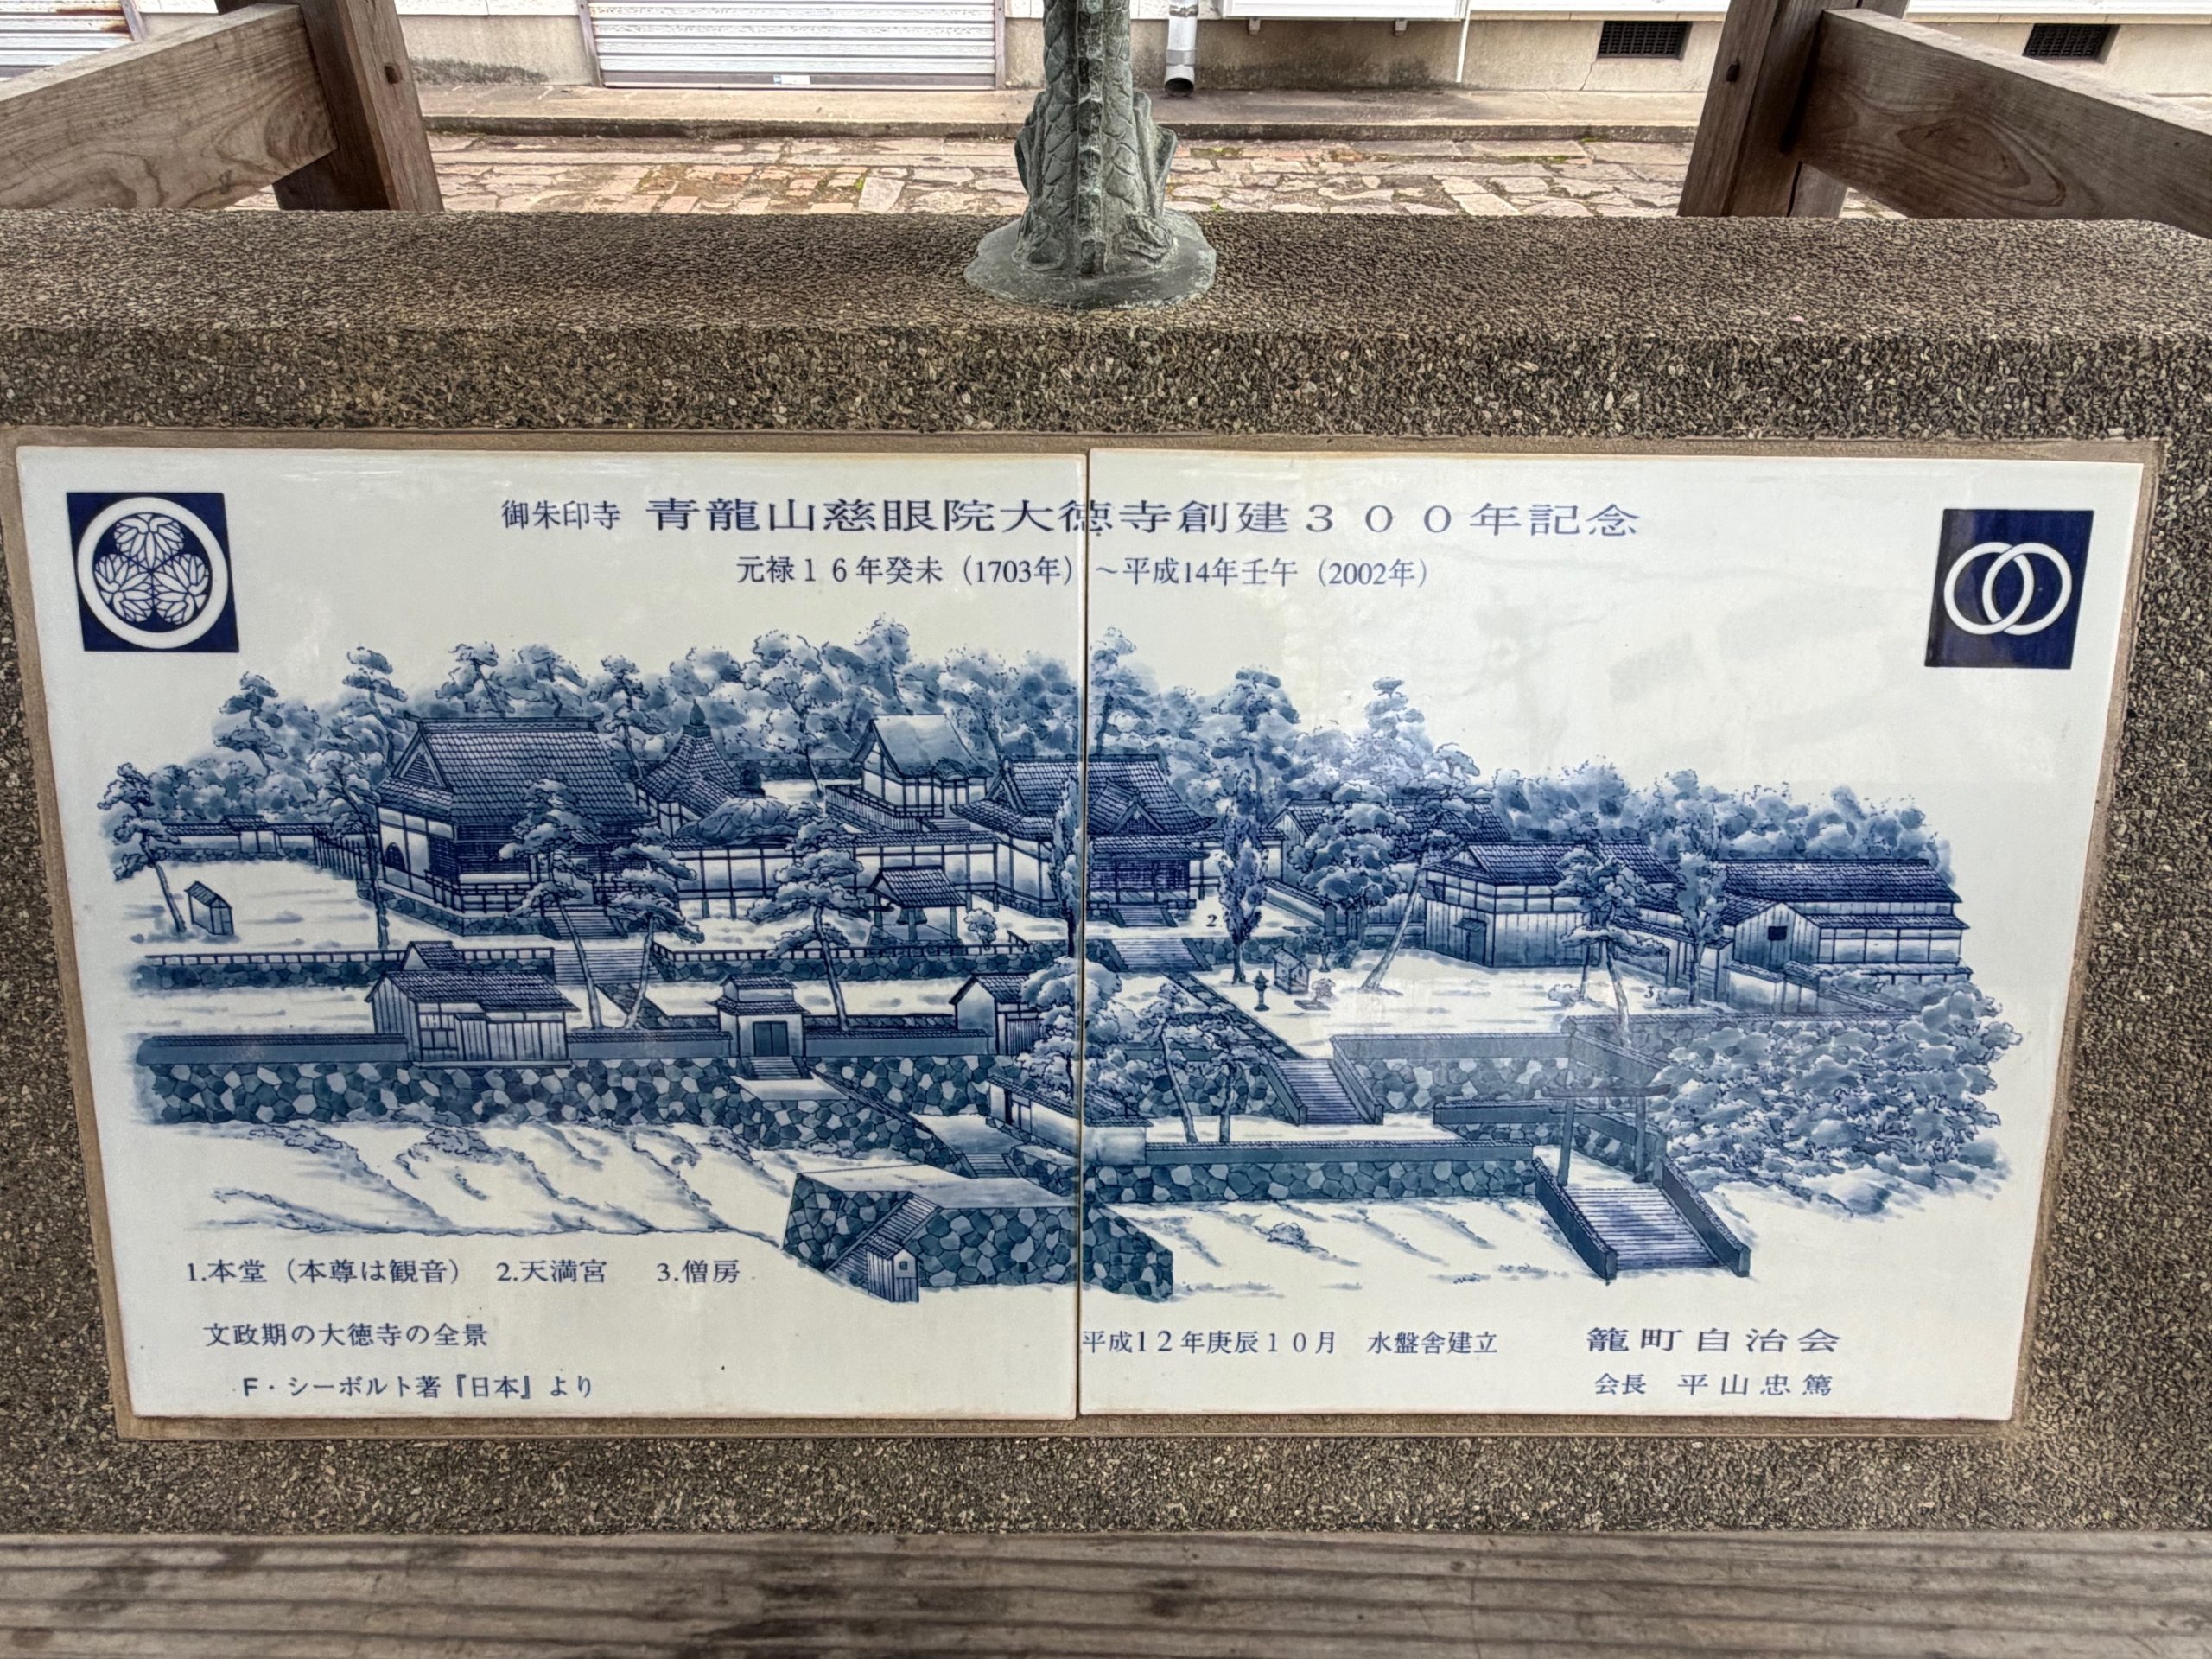 御朱印寺 青龍山慈眼院大徳寺創建３００年記念
元禄１６年癸未（1703年）～平成14年壬午（2002年）
2
3
1.本堂（本尊は観音） 2.天満宮 3.僧房
文政期の大徳寺の全景
F・シーボルト著『日本』より
平成１２年庚辰１０月 水盤舎建立
籠町自治会
会長 平山忠篤